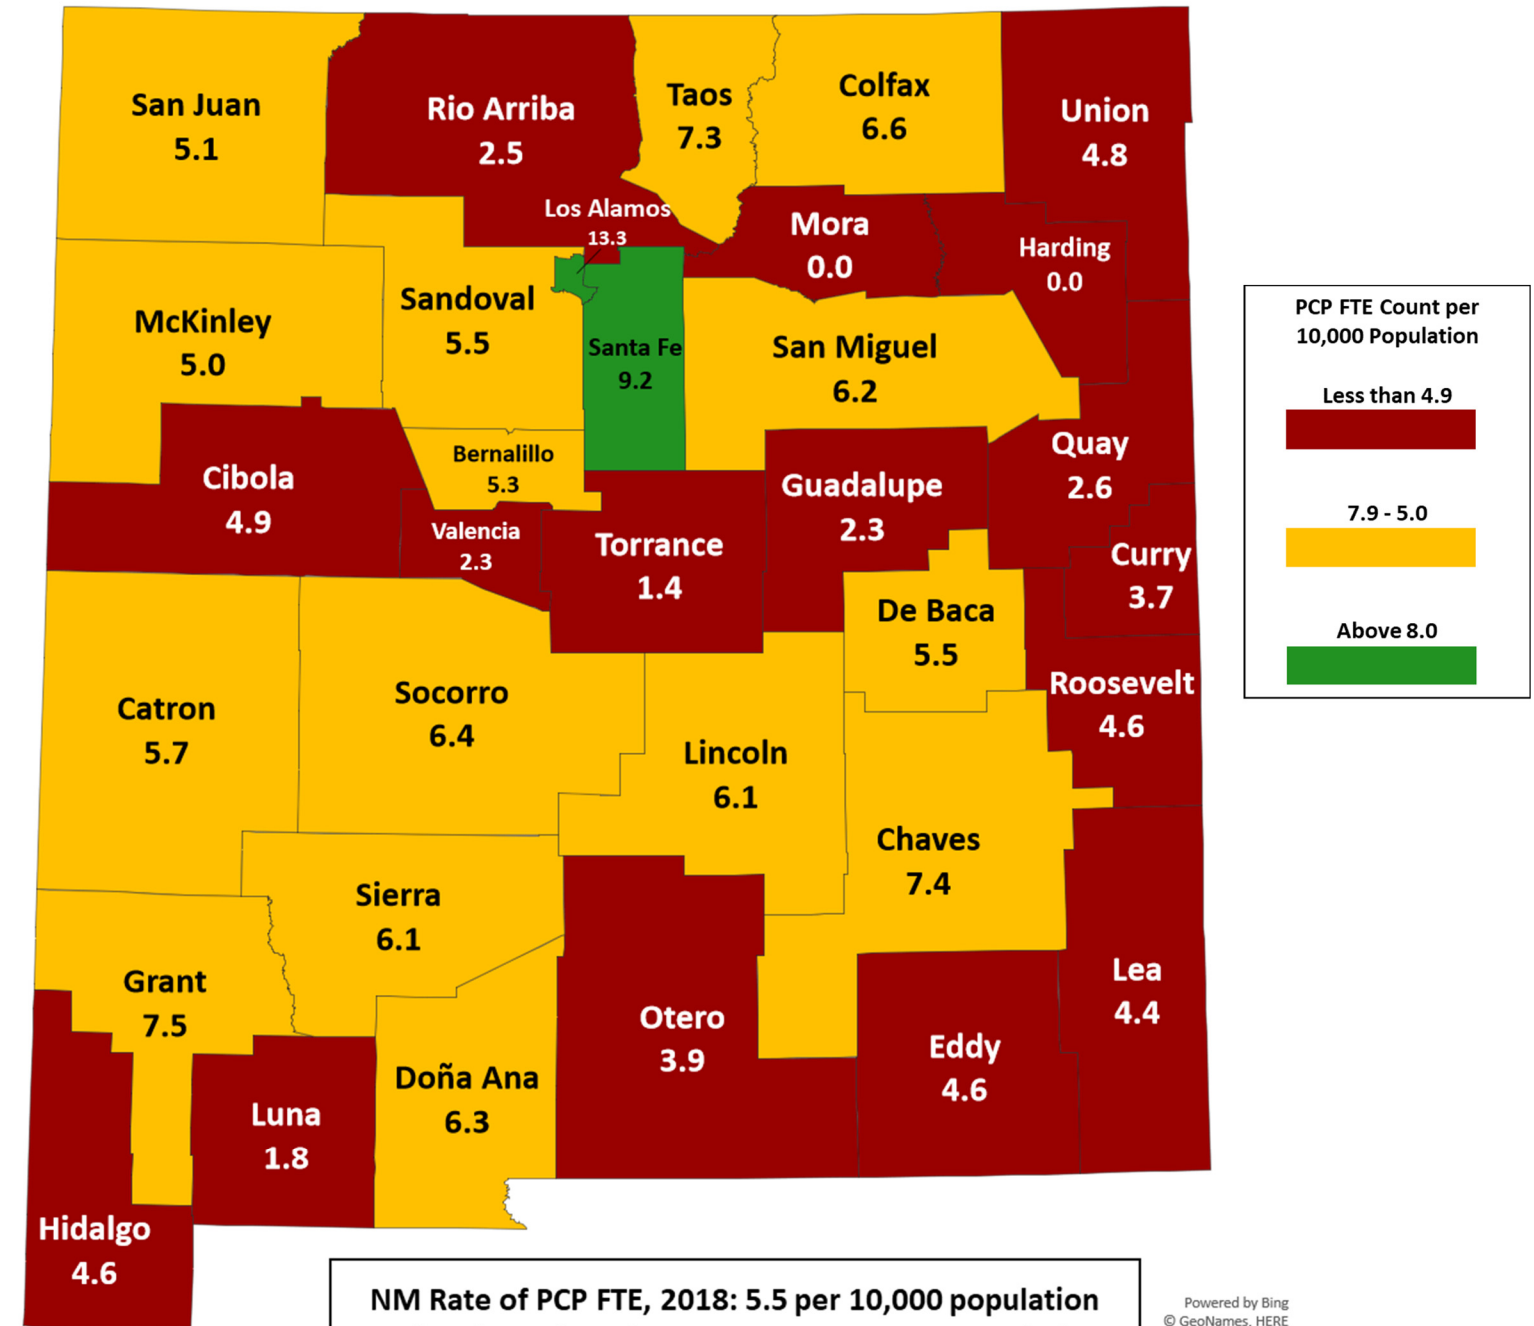 San Juan
5.1
Rio Arriba
2.5
Taos
7.3
Colfax
6.6
Union
4.8
Los Alamos
13.3
Mora
0.0
Harding
0.0
McKinley
5.0
Sandoval
5.5
Santa Fe
9.2
San Miguel
6.2
Cibola
4.9
Bernalillo
5.3
Valencia
2.3
Torrance
1.4
Guadalupe
2.3
Quay
2.6
Curry
3.7
De Baca
5.5
Roosevelt
4.6
Catron
5.7
Socorro
6.4
Lincoln
6.1
Chaves
7.4
Sierra
6.1
Grant
7.5
Otero
3.9
Eddy
4.6
Lea
4.4
Doña Ana
6.3
Luna
1.8
Hidalgo
4.6
PCP FTE Count per
10,000 Population
Less than 4.9
7.9 - 5.0
Above 8.0
NM Rate of PCP FTE, 2018: 5.5 per 10,000 population
Powered by Bing
© GeoNames, HERE